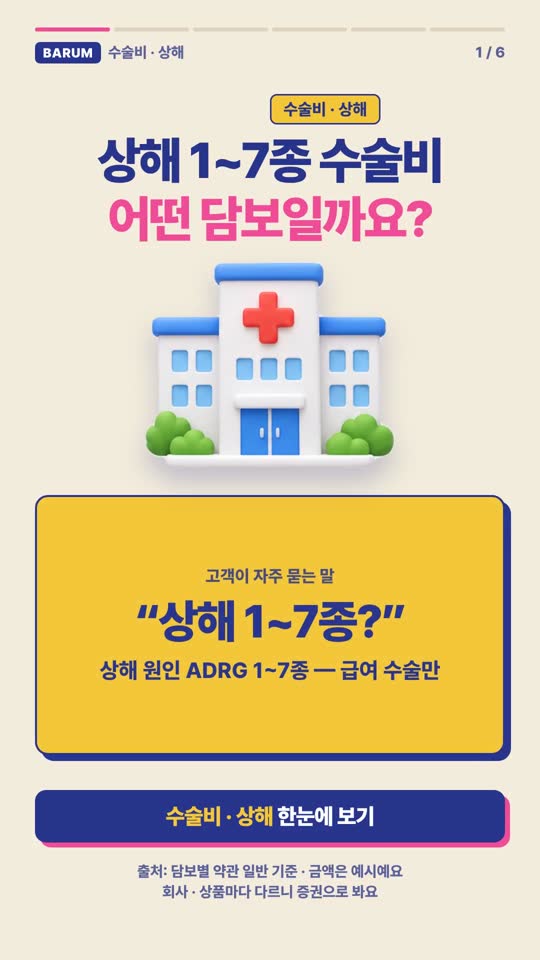 BARUM 수술비 · 상해 1 / 6
수술비 · 상해
상해 1~7종 수술비
어떤 담보일까요?
고객이 자주 묻는 말
“상해 1~7종?”
상해 원인 ADRG 1~7종 — 급여 수술만
수술비 · 상해 한눈에 보기
출처: 담보별 약관 일반 기준 · 금액은 예시예요
회사 · 상품마다 다르니 증권으로 봐요